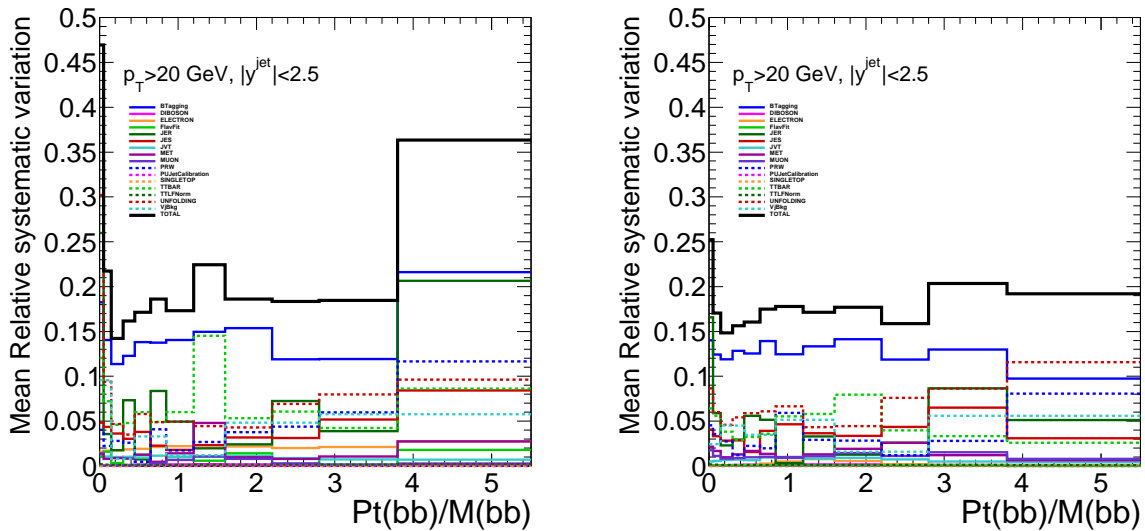 Mean Relative systematic variation
0.5
0.45
0.4
0.35
0.3
0.25
0.2
0.15
0.1
0.05
0
p_T>20 GeV, |y^jet|<2.5
BTagging
DIBOSON
ELECTRON
FlavFit
JER
JES
JVT
MET
MUON
PRW
PUJetCalibration
SINGLETOP
TTBAR
TTLFNorm
UNFOLDING
VjBkg
TOTAL
0 1 2 3 4 5
Pt(bb)/M(bb)
Mean Relative systematic variation
0.5
0.45
0.4
0.35
0.3
0.25
0.2
0.15
0.1
0.05
0
p_T>20 GeV, |y^jet|<2.5
BTagging
DIBOSON
ELECTRON
FlavFit
JER
JES
JVT
MET
MUON
PRW
PUJetCalibration
SINGLETOP
TTBAR
TTLFNorm
UNFOLDING
VjBkg
TOTAL
0 1 2 3 4 5
Pt(bb)/M(bb)